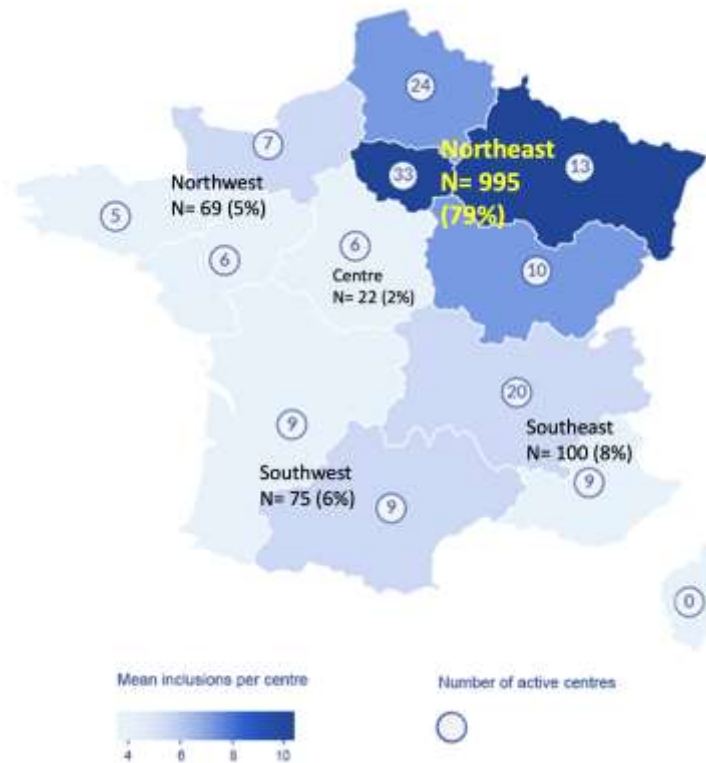 24
7
33
Northeast
N= 995
(79%)
13
Northwest
N= 69 (5%)
5
6
6
Centre
N= 22 (2%)
10
20
9
Southeast
N= 100 (8%)
Southwest
N= 75 (6%)
9
9
0
Mean inclusions per centre
4 6 8 10
Number of active centres